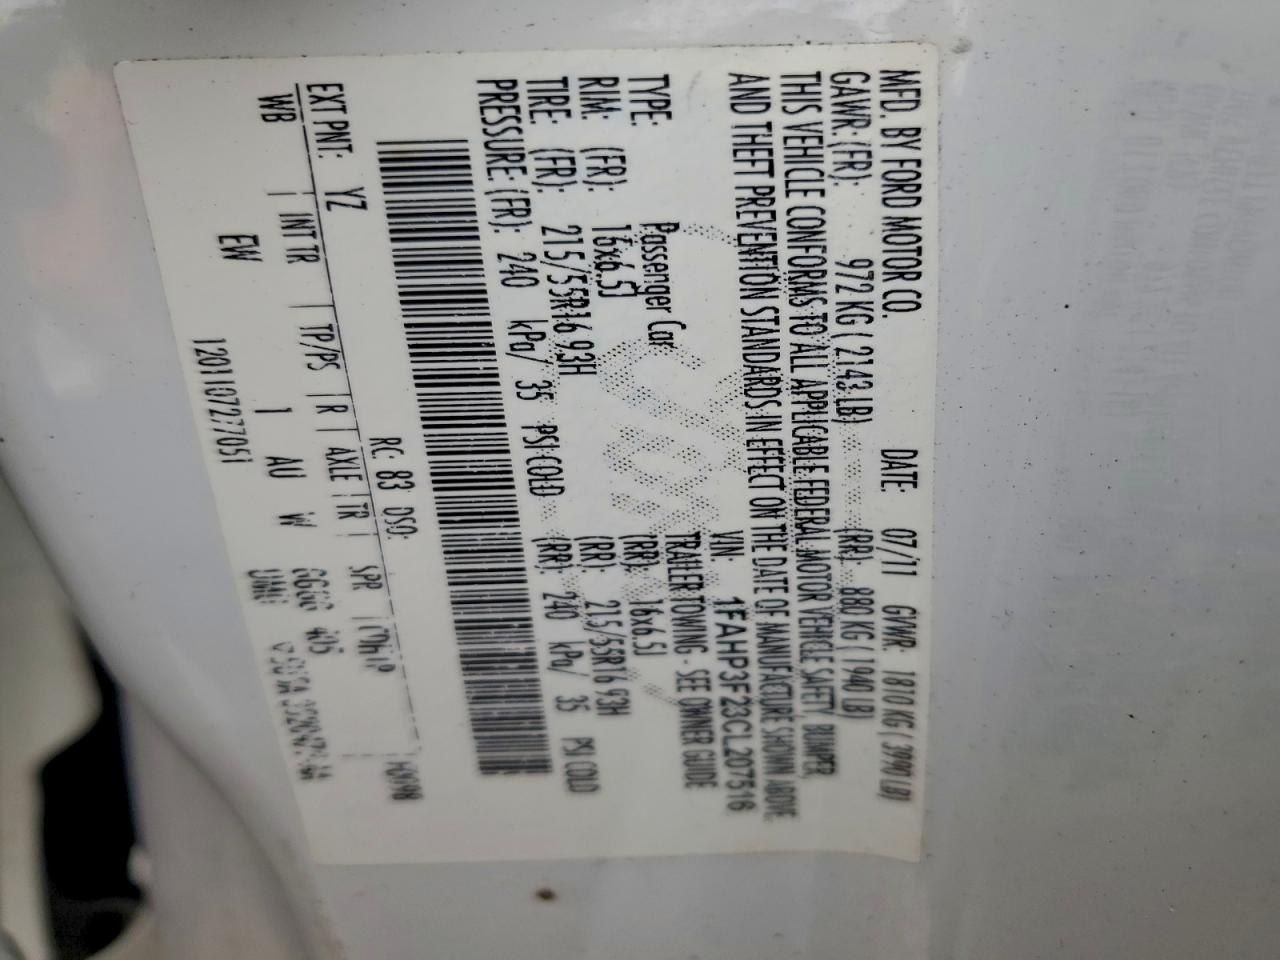 MFD. BY FORD MOTOR CO. DATE: 07/11 GVWR: 1810 KG ( 3990 LB)
GAWR: (FR): 972 KG ( 2143 LB) (RR): 880 KG ( 1940 LB)
THIS VEHICLE CONFORMS TO ALL APPLICABLE FEDERAL MOTOR VEHICLE SAFETY, BUMPER,
AND THEFT PREVENTION STANDARDS IN EFFECT ON THE DATE OF MANUFACTURE SHOWN ABOVE.
VIN: 1FAHP3F23CL207516
TYPE: Passenger Car TRAILER TOWING - SEE OWNER GUIDE
RIM: (FR): 16x6.5J (RR): 16x6.5J
TIRE: (FR): 215/55R16 93H (RR): 215/55R16 93H
PRESSURE: (FR): 240 kPa/ 35 PSI COLD (RR): 240 kPa/ 35 PSI COLD
RC: 83 DSO:
EXT PNT: YZ
WB INT TR TP/PS R AXLE TR SPR
EW 1 AU W
1201107277051